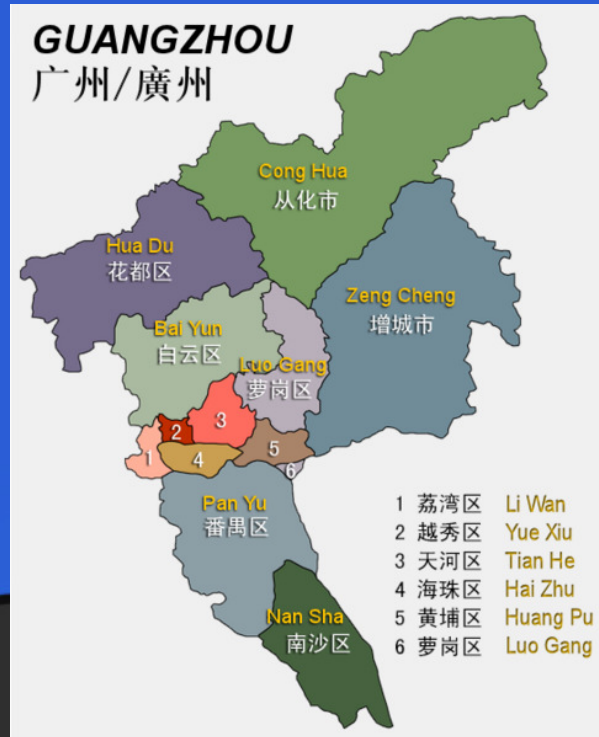 GUANGZHOU
广州/廣州
Cong Hua
从化市
Hua Du
花都区
Zeng Cheng
增城市
Bai Yun
白云区
Luo Gang
萝岗区
3
2
5
1
4
6
Pan Yu
番禺区
Nan Sha
南沙区
1 荔湾区 Li Wan
2 越秀区 Yue Xiu
3 天河区 Tian He
4 海珠区 Hai Zhu
5 黄埔区 Huang Pu
6 萝岗区 Luo Gang